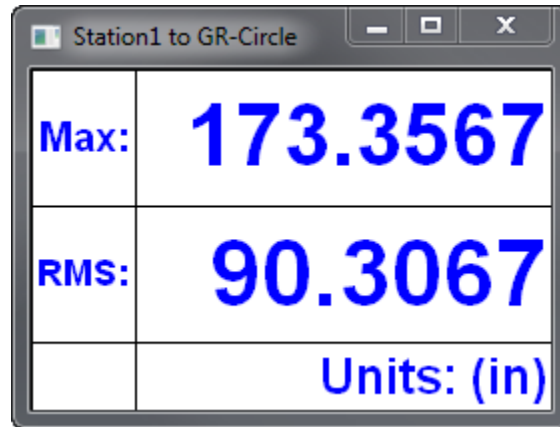 Station1 to GR-Circle
Max: 173.3567
RMS: 90.3067
Units: (in)